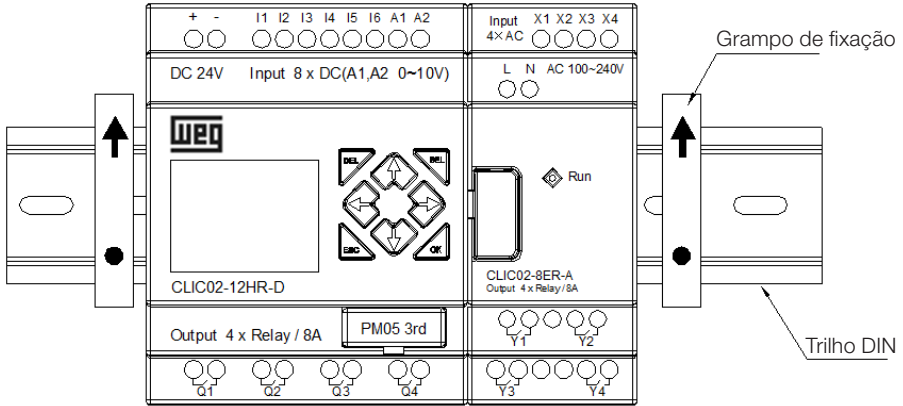 + - I1 I2 I3 I4 I5 I6 A1 A2
Input X1 X2 X3 X4
4×AC
Grampo de fixação
DC 24V Input 8 x DC(A1,A2 0~10V)
L N AC 100~240V
WEG
DEL SEL
Run
ESC OK
CLIC02-12HR-D
CLIC02-8ER-A
Output 4 x Relay / 8A
Output 4 x Relay / 8A
PM05 3rd
Y1 Y2
Trilho DIN
Q1 Q2 Q3 Q4
Y3 Y4